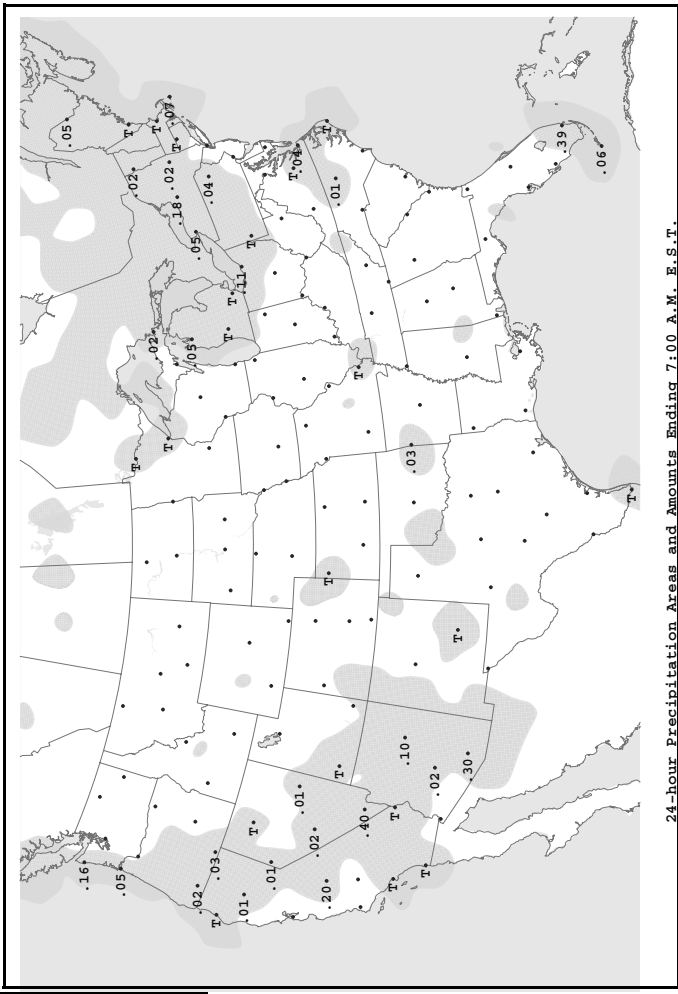 .05
.16
.05
T
.02
T
.02
T
.07
T
.02
T
.18
.05
.05
.02
.04
.03
T
T
T
.11
.01
T
T
.01
T
.04
.01
.02
T
.20
T
.01
T
T
.40
T
T
.10
.03
T
.02
T
.30
.39
.06
T
24-hour Precipitation Areas and Amounts Ending 7:00 A.M. E.S.T.